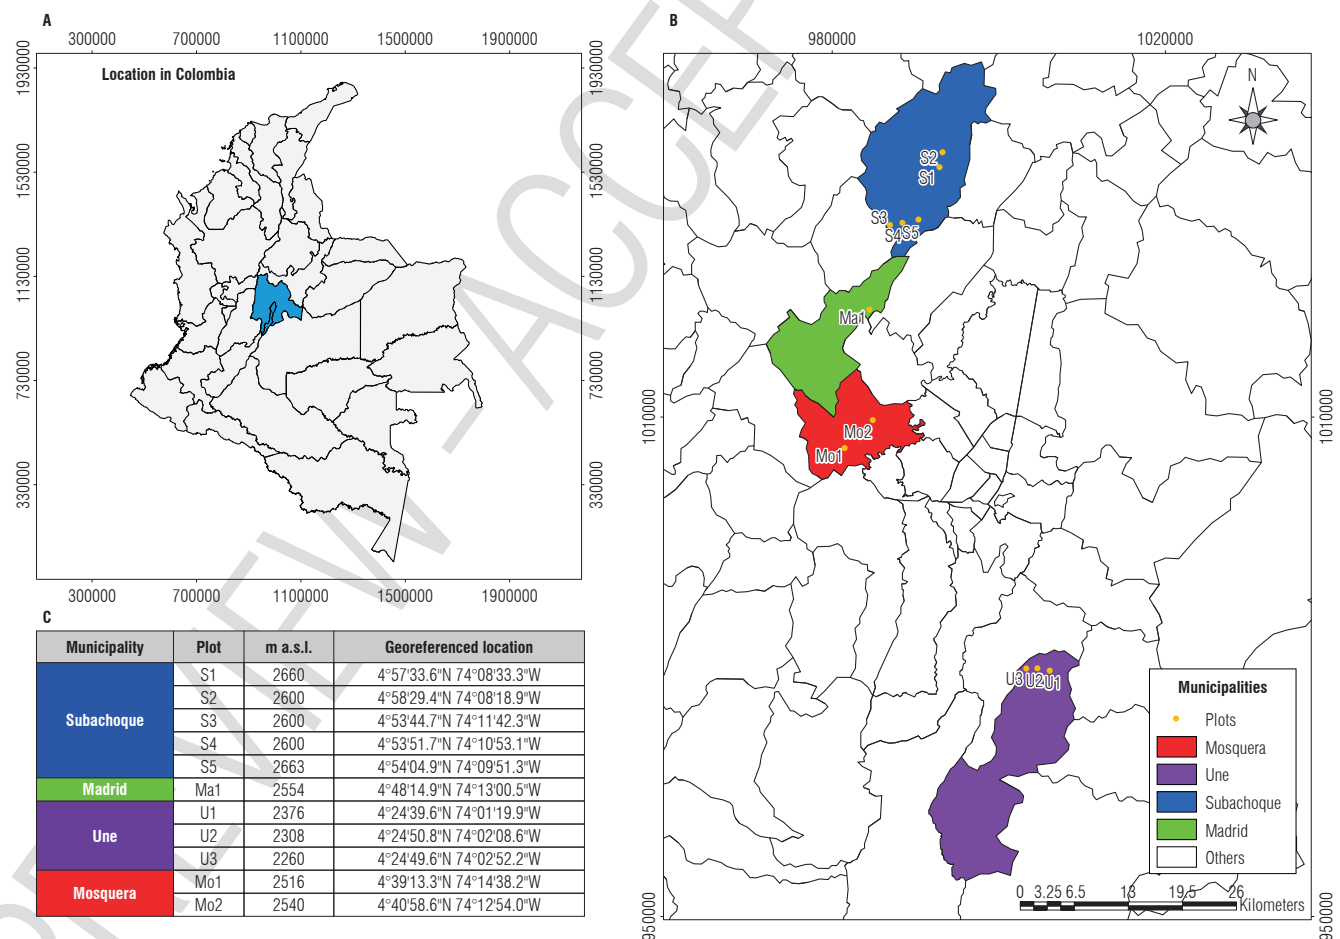 A
300000 700000 1100000 1500000 1900000
Location in Colombia
1930000 1930000
1530000 1530000
1130000 1130000
730000 730000
330000 330000
300000 700000 1100000 1500000 1900000
B
980000 1020000
N
S2
S1
S3
S4 S5
Ma1
Mo2
Mo1
1010000 1010000
U3 U2 U1
Municipalities
Plots
Mosquera
Une
Subachoque
Madrid
Others
0 3.25 6.5 13 19.5 26
Kilometers
950000 950000
C
Municipality Plot m a.s.l. Georeferenced location
Subachoque
S1 2660 4°57'33.6"N 74°08'33.3"W
S2 2600 4°58'29.4"N 74°08'18.9"W
S3 2600 4°53'44.7"N 74°11'42.3"W
S4 2600 4°53'51.7"N 74°10'53.1"W
S5 2663 4°54'04.9"N 74°09'51.3"W
Madrid Ma1 2554 4°48'14.9"N 74°13'00.5"W
Une
U1 2376 4°24'39.6"N 74°01'19.9"W
U2 2308 4°24'50.8"N 74°02'08.6"W
U3 2260 4°24'49.6"N 74°02'52.2"W
Mosquera
Mo1 2516 4°39'13.3"N 74°14'38.2"W
Mo2 2540 4°40'58.6"N 74°12'54.0"W